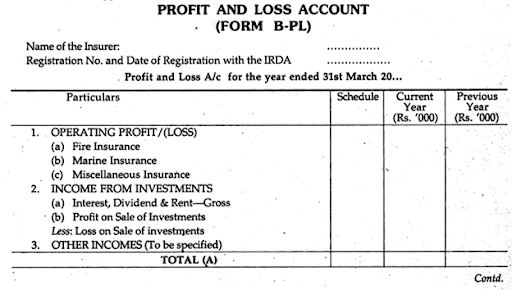 PROFIT AND LOSS ACCOUNT
(FORM B-PL)
Name of the Insurer: ...............
Registration No. and Date of Registration with the IRDA ................
Profit and Loss A/c for the year ended 31st March 20...
Particulars Schedule Current Year (Rs. '000) Previous Year (Rs. '000)
1. OPERATING PROFIT/(LOSS)
(a) Fire Insurance
(b) Marine Insurance
(c) Miscellaneous Insurance
2. INCOME FROM INVESTMENTS
(a) Interest, Dividend & Rent—Gross
(b) Profit on Sale of Investments
Less: Loss on Sale of investments
3. OTHER INCOMES (To be specified)
TOTAL (A)
Contd.